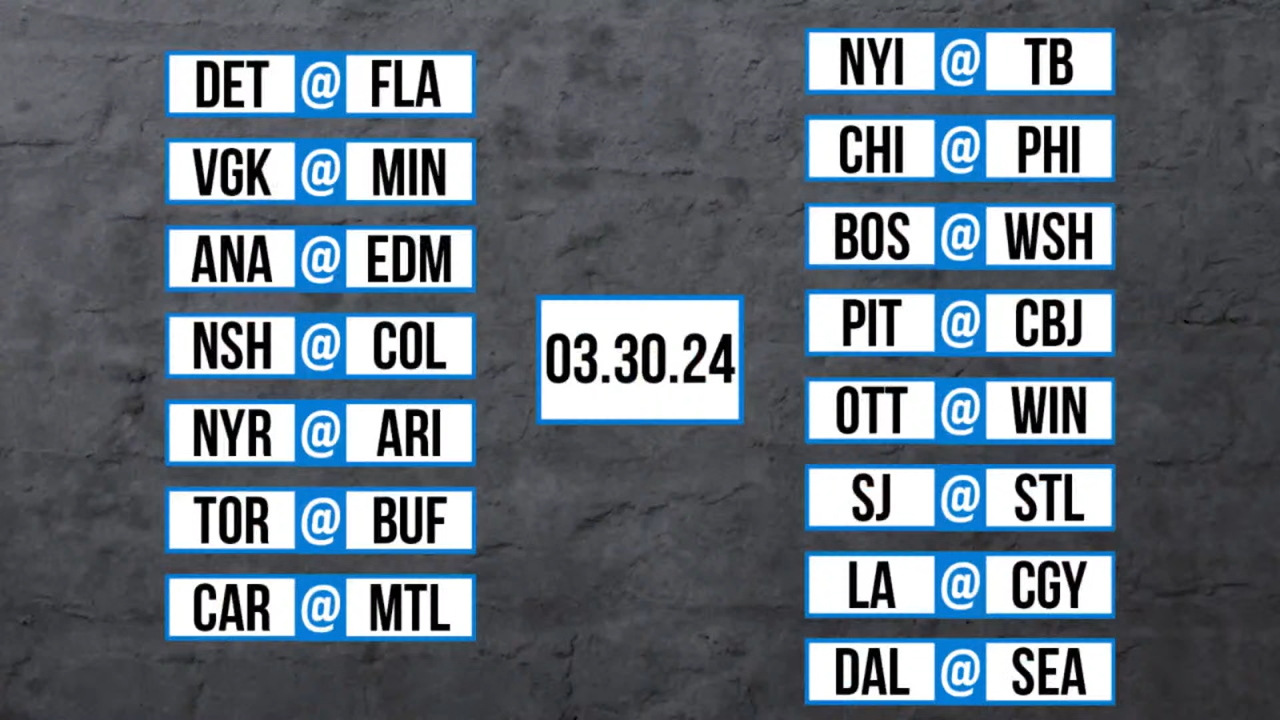 DET @ FLA
VGK @ MIN
ANA @ EDM
NSH @ COL
NYR @ ARI
TOR @ BUF
CAR @ MTL
03.30.24
NYI @ TB
CHI @ PHI
BOS @ WSH
PIT @ CBJ
OTT @ WIN
SJ @ STL
LA @ CGY
DAL @ SEA